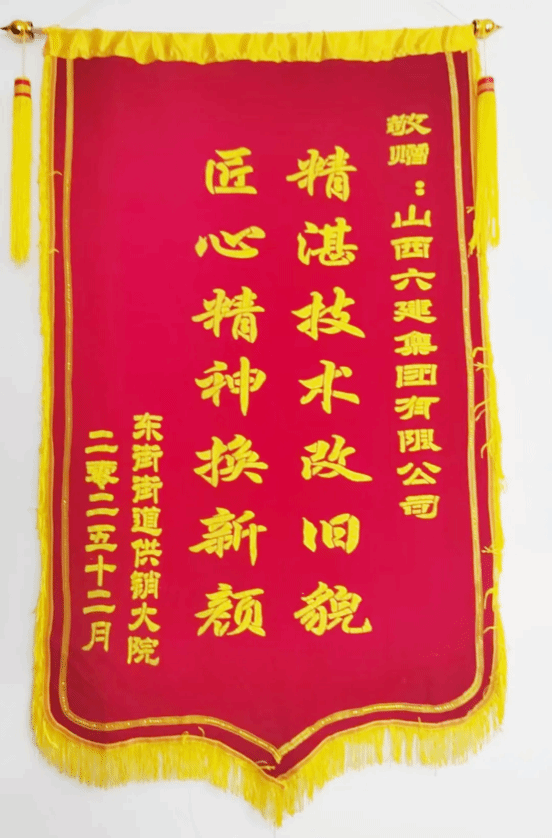 敬赠：山西六建集团有限公司
精湛技术改旧貌
匠心精神换新颜
东街街道供销大院
二零二五十二月